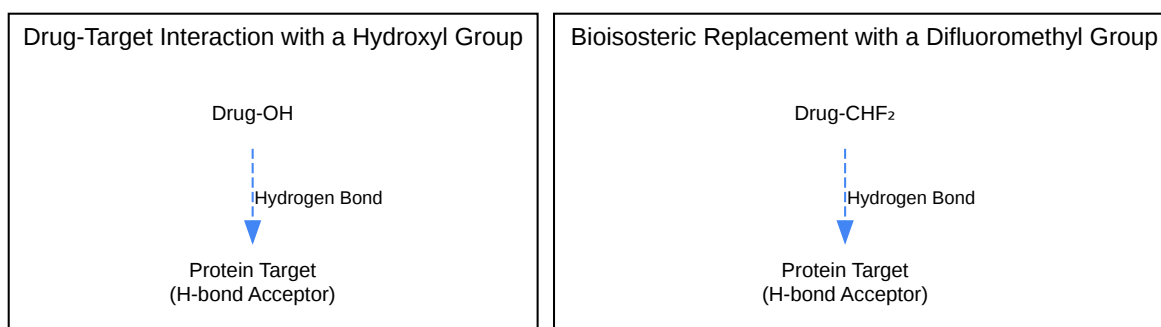 Drug-Target Interaction with a Hydroxyl Group
Drug-OH
Hydrogen Bond
Protein Target
(H-bond Acceptor)
Bioisosteric Replacement with a Difluoromethyl Group
Drug-CHF₂
Hydrogen Bond
Protein Target
(H-bond Acceptor)